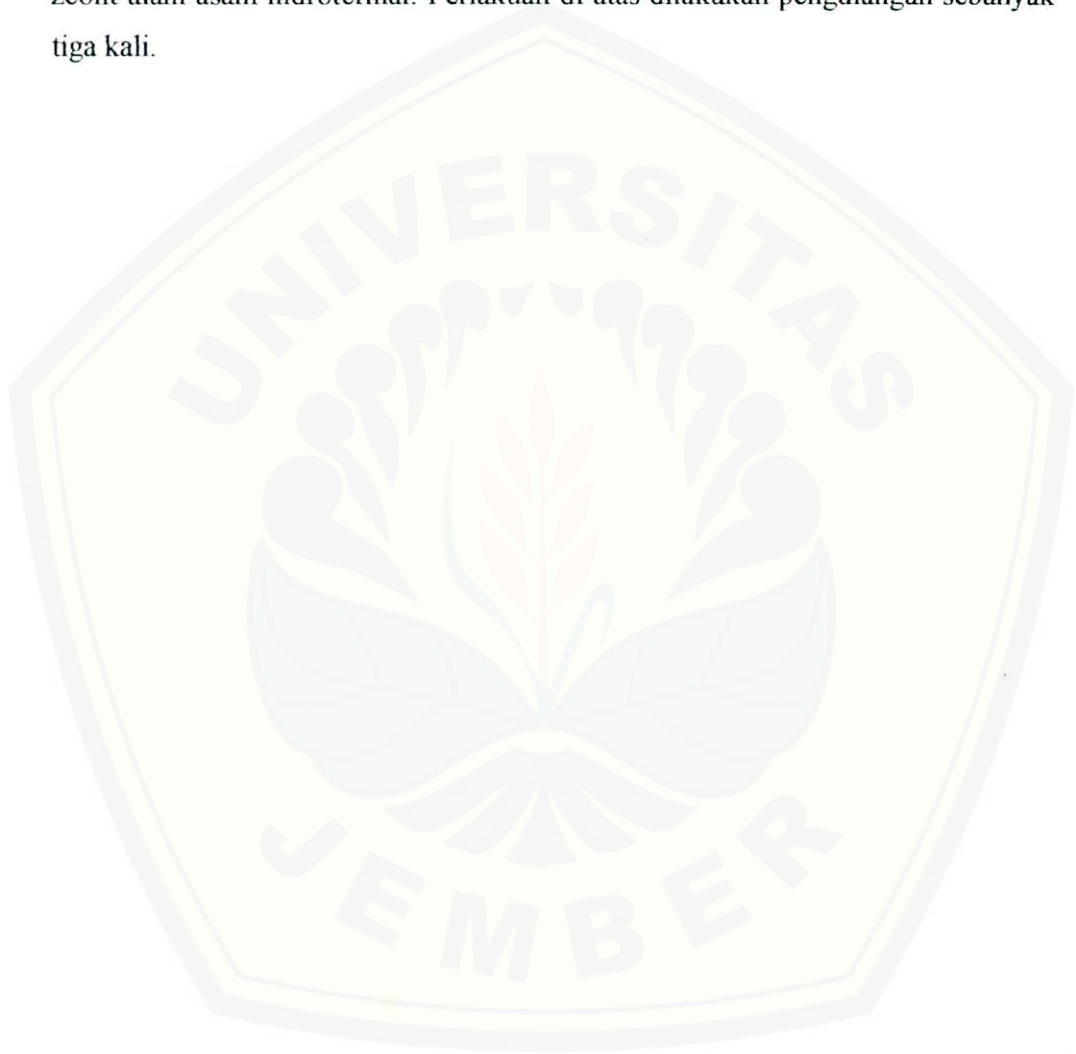 zeolit alam asam hidrotermal. Perlakuan di atas dilakukan pengulangan sebanyak
tiga kali.
UNIVERSITAS
JEMBER